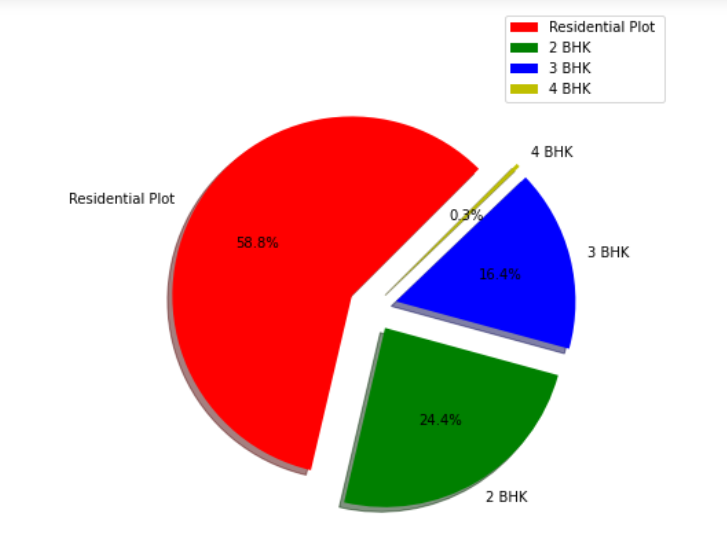 Residential Plot
2 BHK
3 BHK
4 BHK
4 BHK
Residential Plot
0.3%
58.8%
3 BHK
16.4%
24.4%
2 BHK